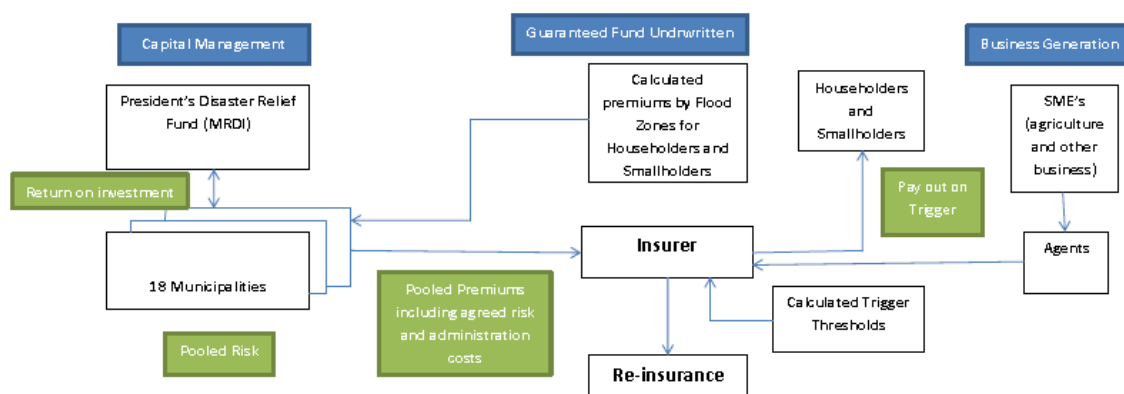 Capital Management
Guaranteed Fund Undrwritten
Business Generation
President's Disaster Relief
Fund (MRDI)
Calculated
premiums by Flood
Zones for
Householders and
Smallholders
Householders
and
Smallholders
SME's
(agriculture
and other
business)
Return on investment
Pay out on
Trigger
18 Municipalities
Insurer
Agents
Pooled Premiums
including agreed risk
and administration
costs
Calculated Trigger
Thresholds
Pooled Risk
Re-insurance